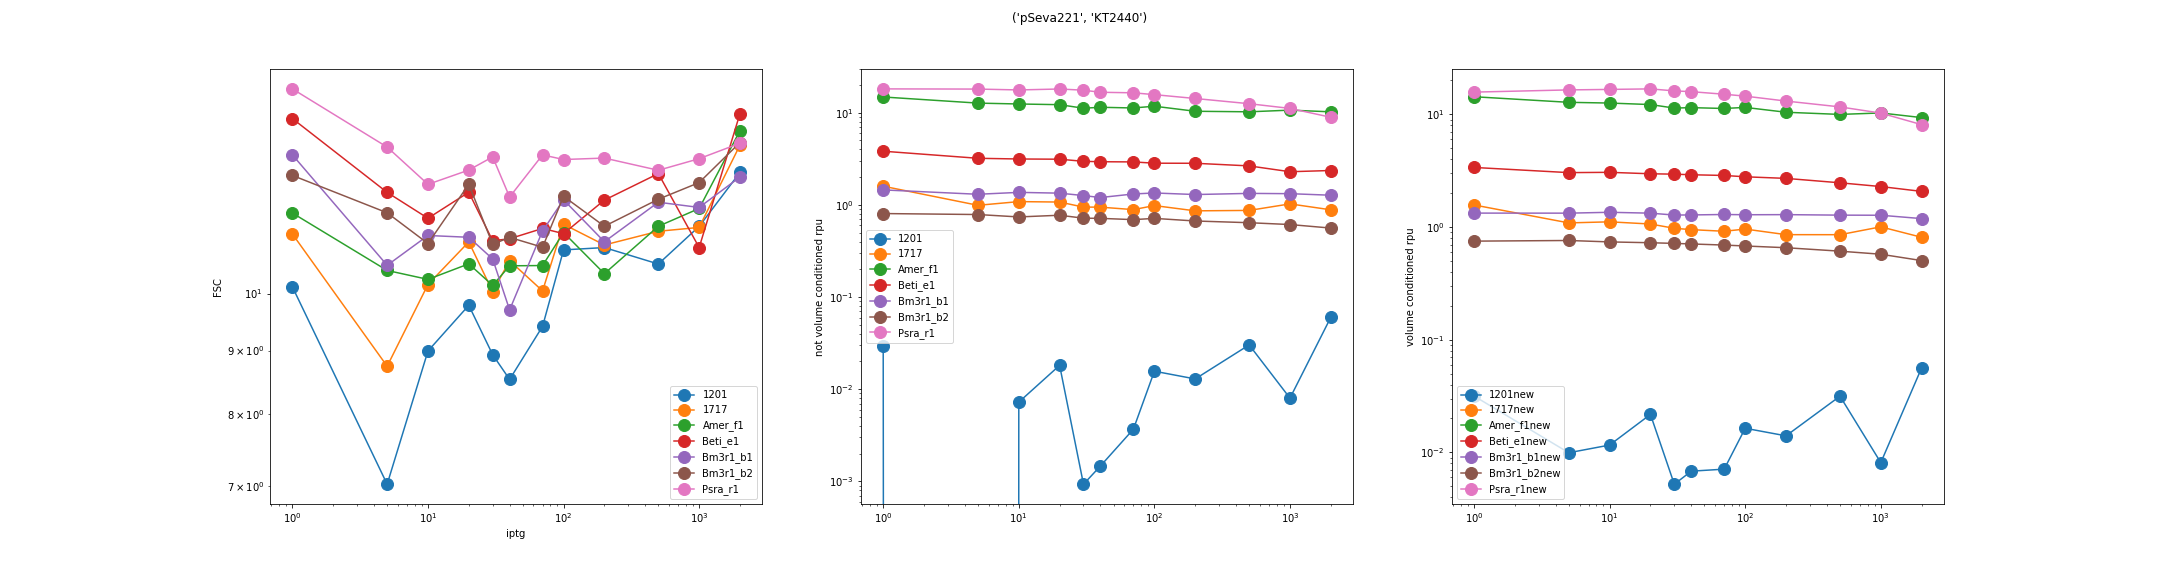 ('pSeva221', 'KT2440')
FSC
10¹
9 × 10⁰
8 × 10⁰
7 × 10⁰
10⁰
10¹
10²
10³
iptg
1201
1717
Amer_f1
Beti_e1
Bm3r1_b1
Bm3r1_b2
Psra_r1
not volume conditioned rpu
10¹
10⁰
10⁻¹
10⁻²
10⁻³
10⁰
10¹
10²
10³
1201
1717
Amer_f1
Beti_e1
Bm3r1_b1
Bm3r1_b2
Psra_r1
volume conditioned rpu
10¹
10⁰
10⁻¹
10⁻²
10⁰
10¹
10²
10³
1201new
1717new
Amer_f1new
Beti_e1new
Bm3r1_b1new
Bm3r1_b2new
Psra_r1new